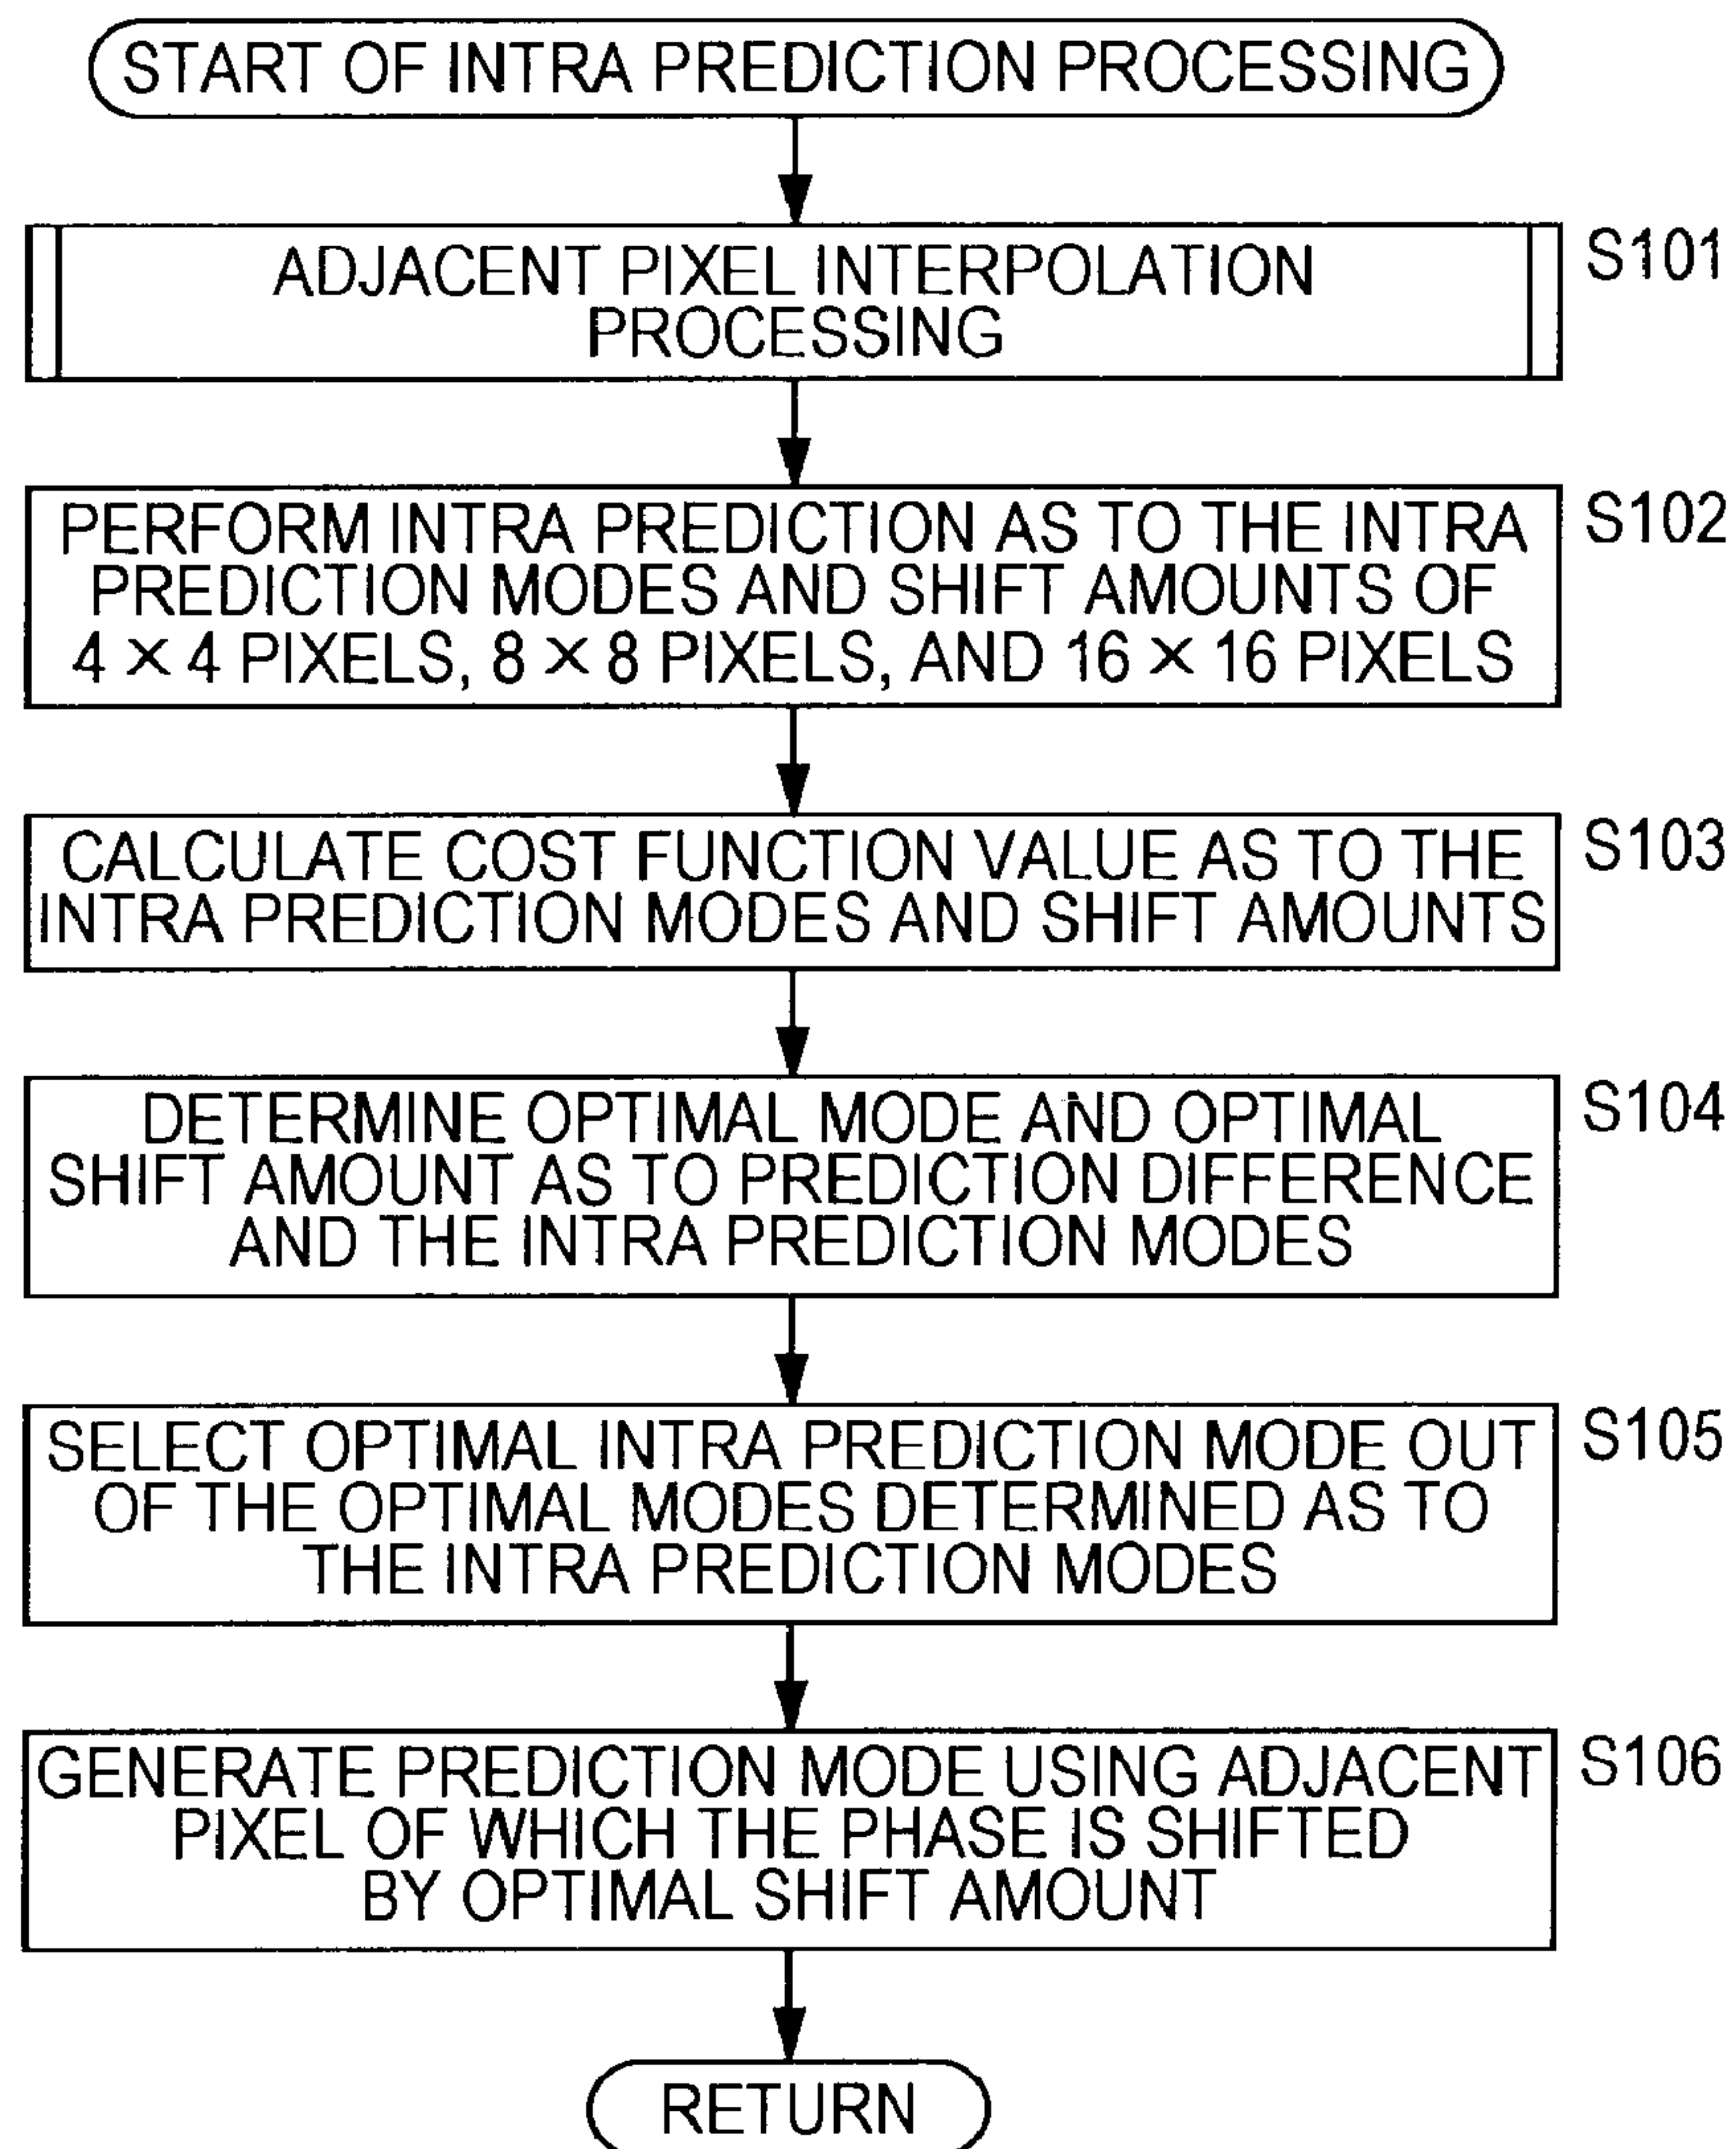 START OF INTRA PREDICTION PROCESSING
ADJACENT PIXEL INTERPOLATION
PROCESSING
S101
PERFORM INTRA PREDICTION AS TO THE INTRA
PREDICTION MODES AND SHIFT AMOUNTS OF
4 × 4 PIXELS, 8 × 8 PIXELS, AND 16 × 16 PIXELS
S102
CALCULATE COST FUNCTION VALUE AS TO THE
INTRA PREDICTION MODES AND SHIFT AMOUNTS
S103
DETERMINE OPTIMAL MODE AND OPTIMAL
SHIFT AMOUNT AS TO PREDICTION DIFFERENCE
AND THE INTRA PREDICTION MODES
S104
SELECT OPTIMAL INTRA PREDICTION MODE OUT
OF THE OPTIMAL MODES DETERMINED AS TO
THE INTRA PREDICTION MODES
S105
GENERATE PREDICTION MODE USING ADJACENT
PIXEL OF WHICH THE PHASE IS SHIFTED
BY OPTIMAL SHIFT AMOUNT
S106
RETURN